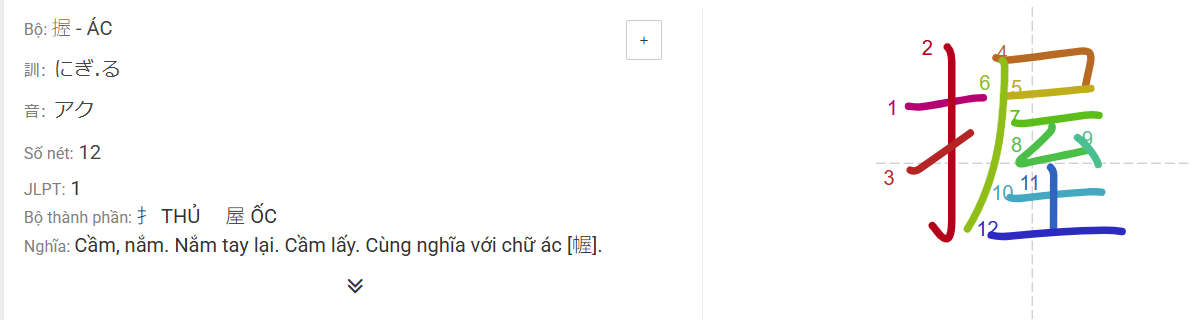 Bộ: 握 - ÁC
+
訓: にぎ.る
音: アク
Số nét: 12
JLPT: 1
Bộ thành phần: 扌 THỦ 屋 ỐC
Nghĩa: Cầm, nắm. Nắm tay lại. Cầm lấy. Cùng nghĩa với chữ ác [幄].
握
1
2
3
4
5
6
7
8
9
10
11
12